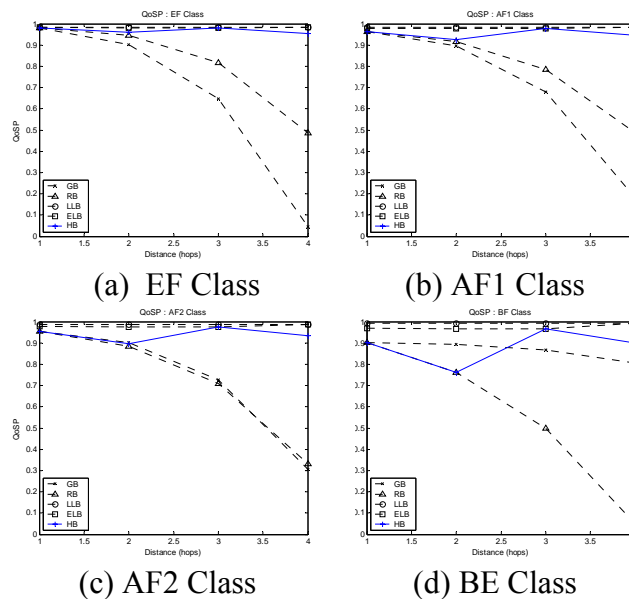 QoSP : EF Class
QoSP : AF1 Class
1
0.9
0.8
0.7
0.6
0.5
0.4
0.3
0.2
0.1
0
QoSP
GB
RB
LLB
ELB
HB
1 1.5 2 2.5 3 3.5 4
Distance (hops)
1
0.9
0.8
0.7
0.6
0.5
0.4
0.3
0.2
0.1
0
GB
RB
LLB
ELB
HB
1 1.5 2 2.5 3 3.5
Distance (hops)
(a) EF Class
(b) AF1 Class
QoSP : AF2 Class
QoSP : BF Class
1
0.9
0.8
0.7
0.6
0.5
0.4
0.3
0.2
0.1
0
QoSP
GB
RB
LLB
ELB
HB
1 1.5 2 2.5 3 3.5 4
Distance (hops)
1
0.9
0.8
0.7
0.6
0.5
0.4
0.3
0.2
0.1
0
GB
RB
LLB
ELB
HB
1 1.5 2 2.5 3 3.5
Distance (hops)
(c) AF2 Class
(d) BE Class